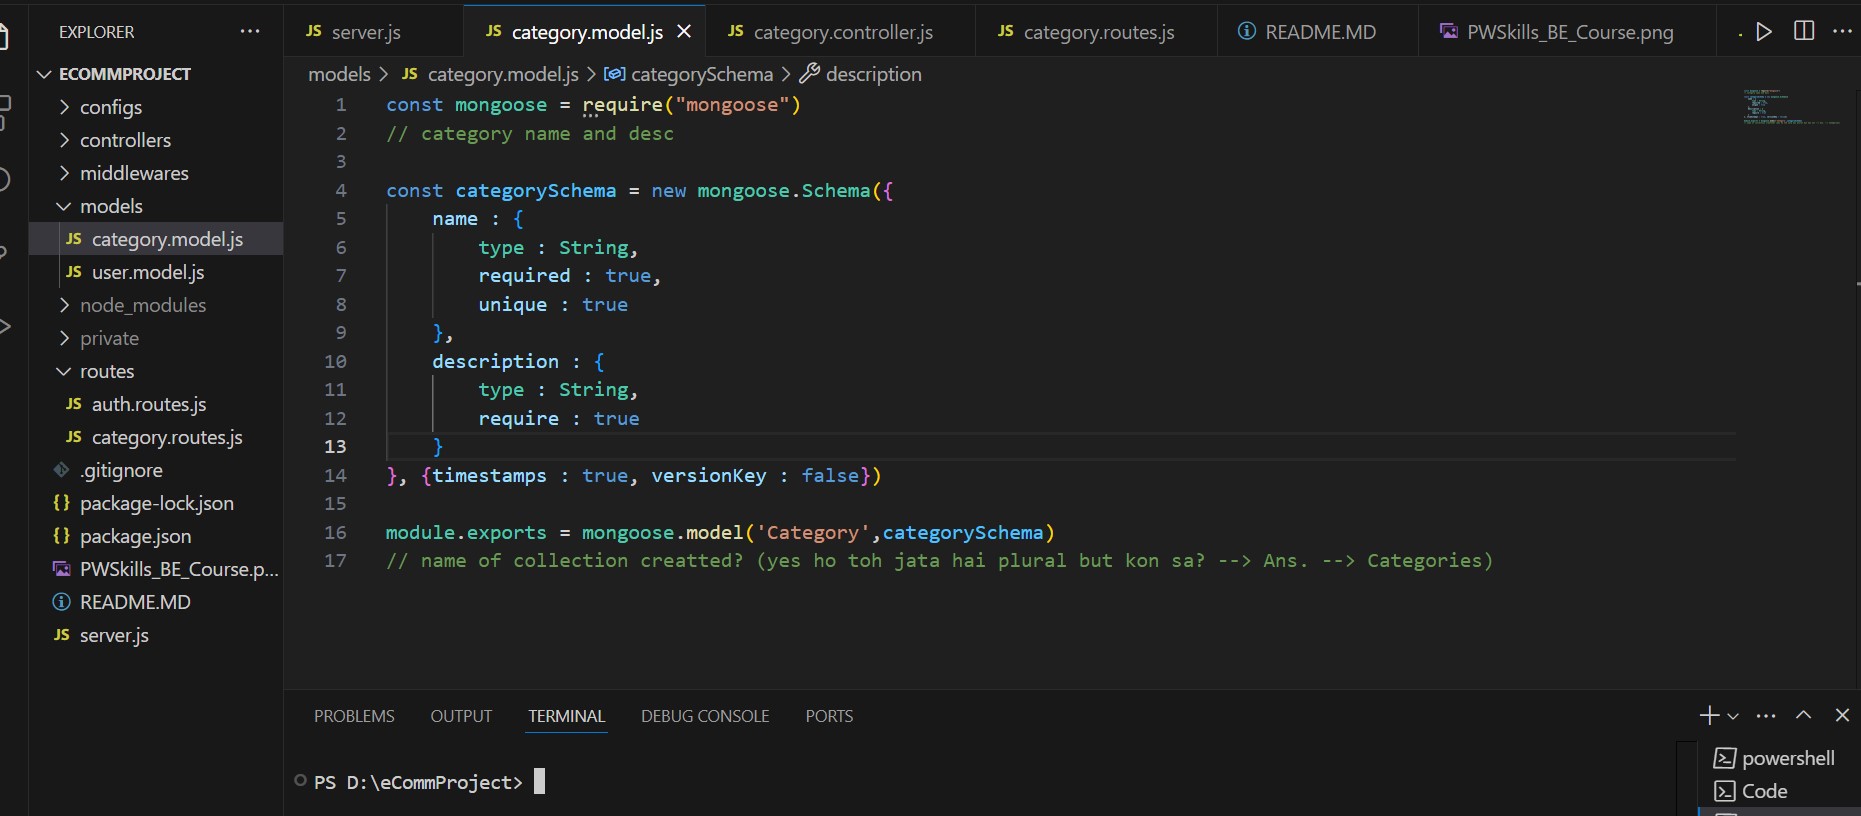 EXPLORER ...
ECOMMPROJECT
configs
controllers
middlewares
models
JS category.model.js
JS user.model.js
node_modules
private
routes
JS auth.routes.js
JS category.routes.js
.gitignore
{} package-lock.json
{} package.json
PWSkills_BE_Course.p...
README.MD
JS server.js
JS server.js JS category.model.js JS category.controller.js JS category.routes.js README.MD PWSkills_BE_Course.png ...
models > JS category.model.js > categorySchema > description
1 const mongoose = require("mongoose")
2 // category name and desc
3
4 const categorySchema = new mongoose.Schema({
5 name : {
6 type : String,
7 required : true,
8 unique : true
9 },
10 description : {
11 type : String,
12 require : true
13 }
14 }, {timestamps : true, versionKey : false})
15
16 module.exports = mongoose.model('Category',categorySchema)
17 // name of collection creatted? (yes ho toh jata hai plural but kon sa? --> Ans. --> Categories)
PROBLEMS OUTPUT TERMINAL DEBUG CONSOLE PORTS ...
PS D:\eCommProject>
powershell
Code